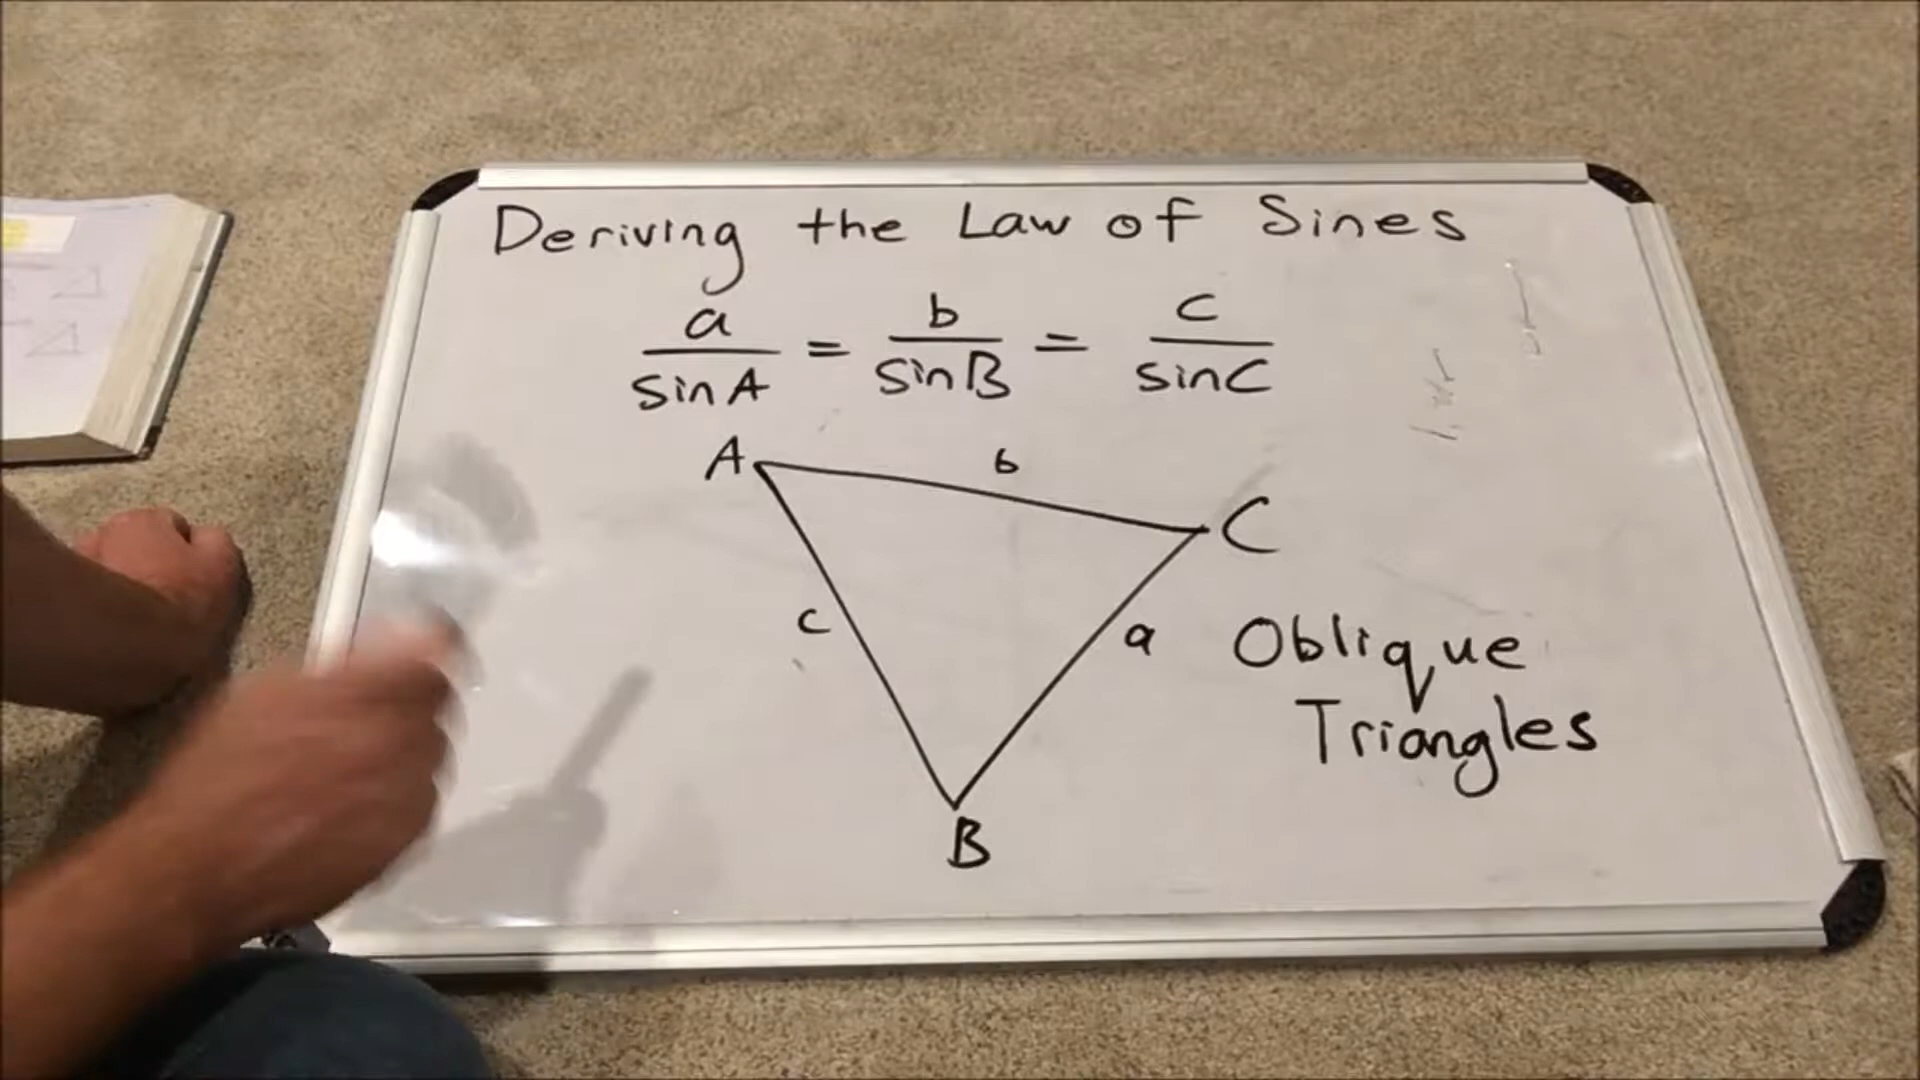 Deriving the Law of Sines
a/sinA = b/sinB = c/sinC
A b C
c a
Oblique
Triangles
B